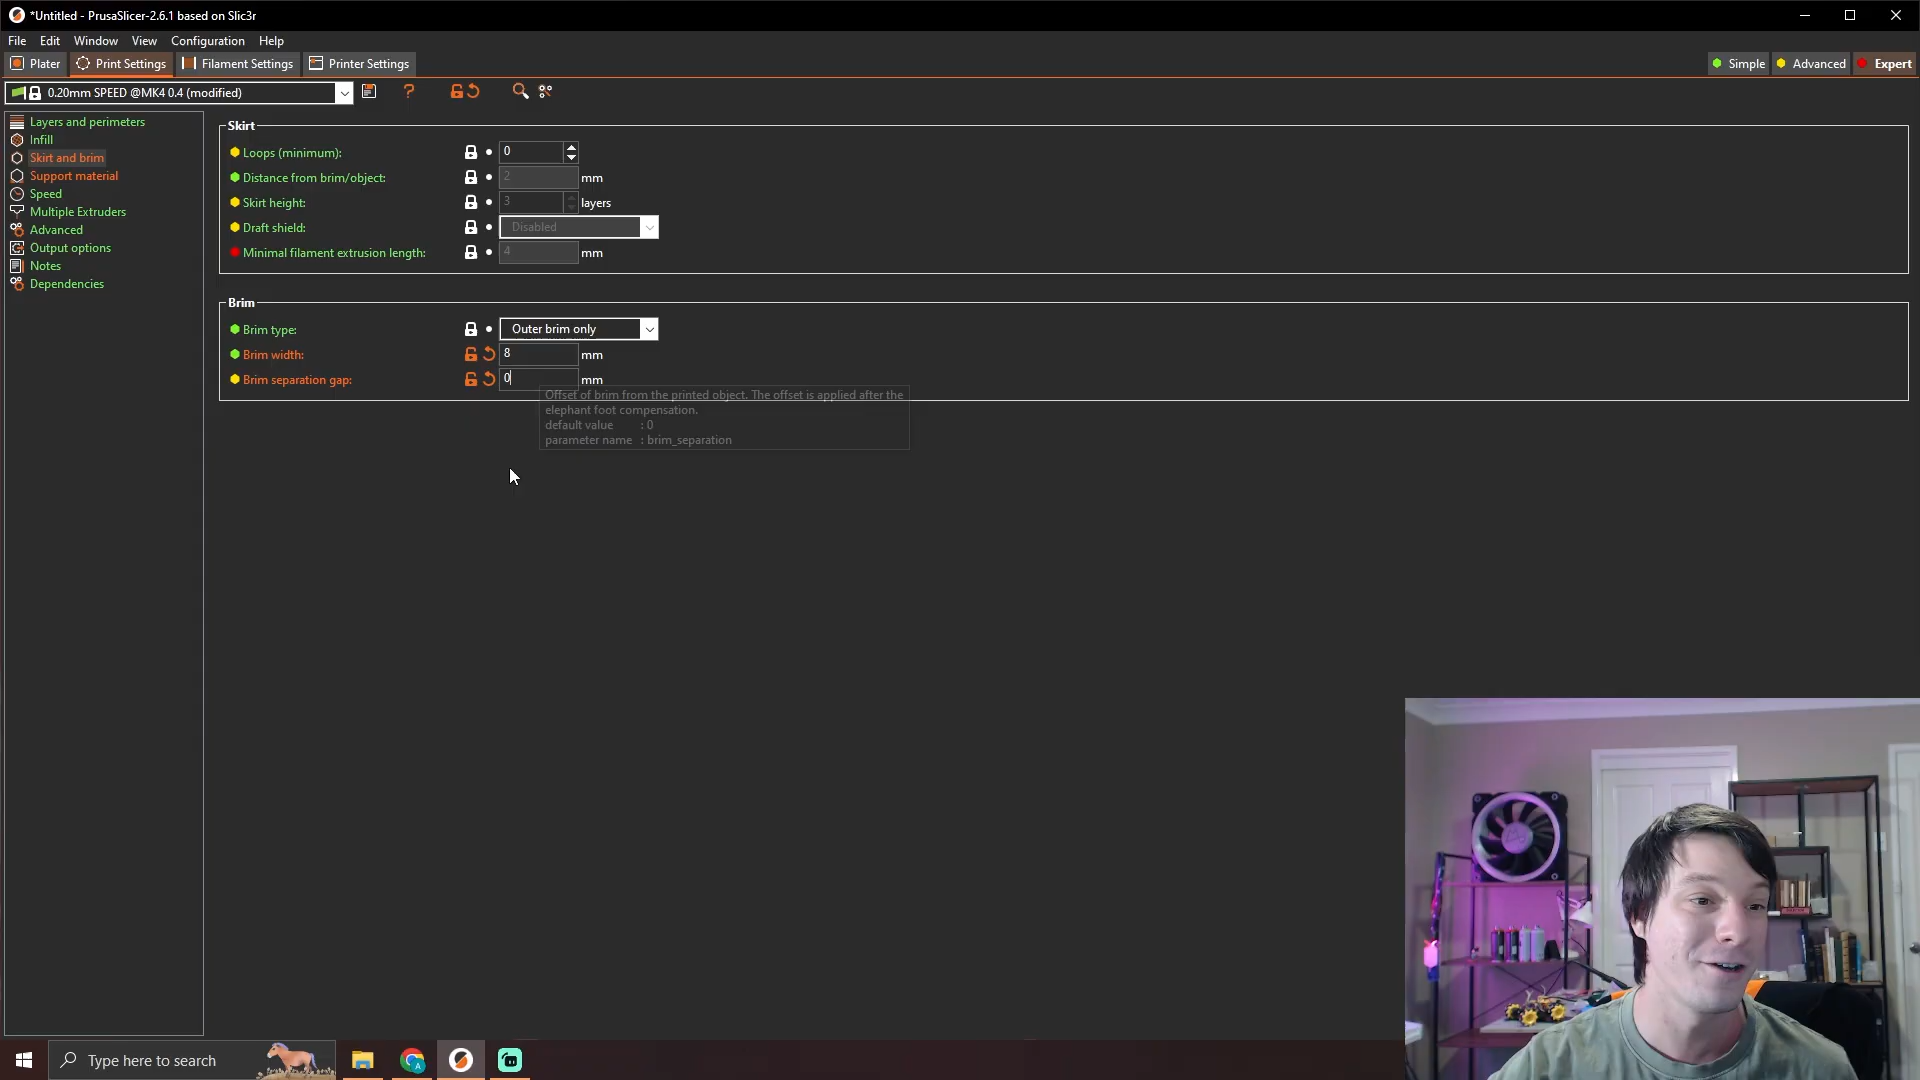 *Untitled - PrusaSlicer-2.6.1 based on Slic3r
File Edit Window View Configuration Help
Plater Print Settings Filament Settings Printer Settings Simple Advanced Expert
0.20mm SPEED @MK4 0.4 (modified) ?
Layers and perimeters
Infill
Skirt and brim
Support material
Speed
Multiple Extruders
Advanced
Output options
Notes
Dependencies
Skirt
Loops (minimum): 0
Distance from brim/object: 2 mm
Skirt height: 3 layers
Draft shield: Disabled
Minimal filament extrusion length: 4 mm
Brim
Brim type: Outer brim only
Brim width: 8 mm
Brim separation gap: 0 mm
Offset of brim from the printed object. The offset is applied after the
elephant foot compensation.
default value : 0
parameter name : brim_separation
Type here to search